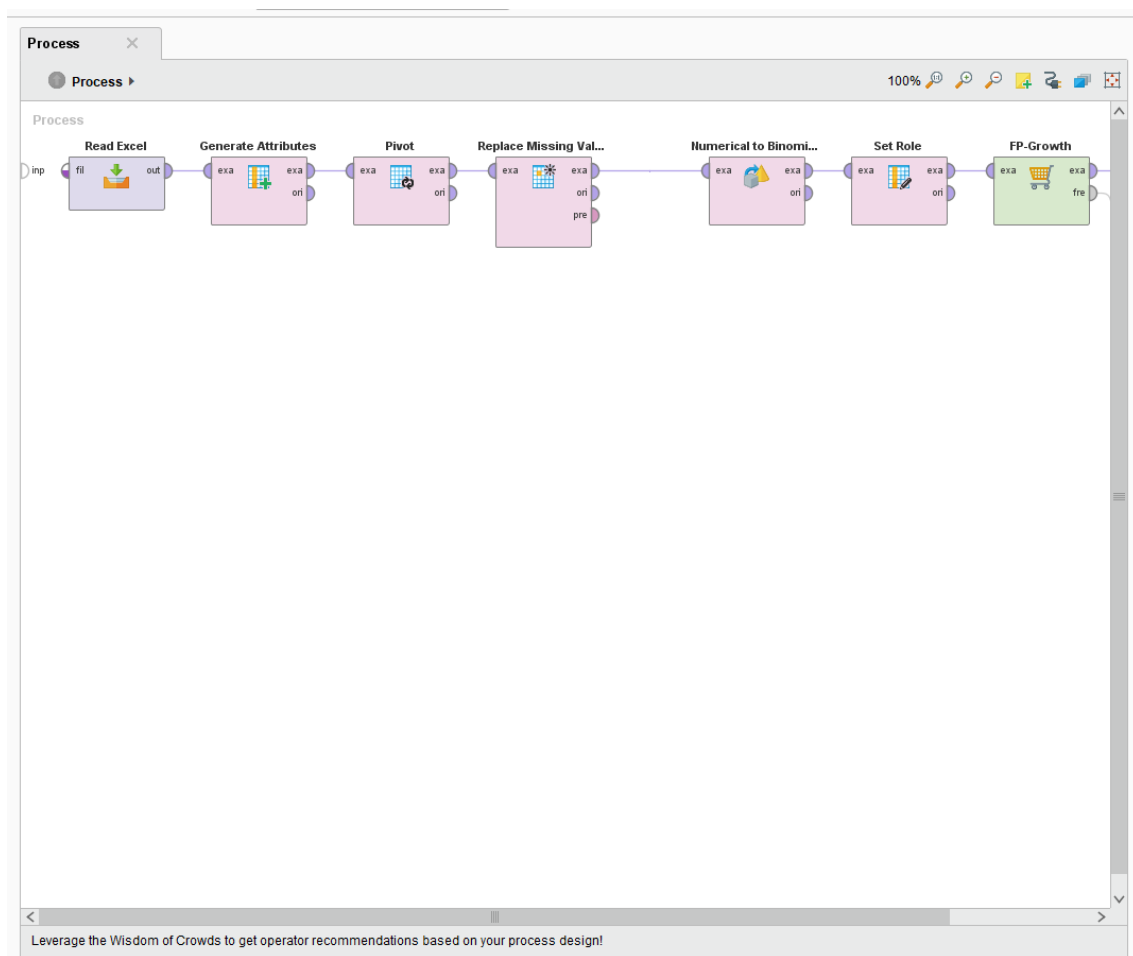 Process
Process
100%
Process
Read Excel
Generate Attributes
Pivot
Replace Missing Val...
Numerical to Binomi...
Set Role
FP-Growth
inp
fil out
exa exa
ori
exa exa
ori
exa exa
ori
pre
exa exa
ori
exa exa
ori
exa exa
fre
Leverage the Wisdom of Crowds to get operator recommendations based on your process design!